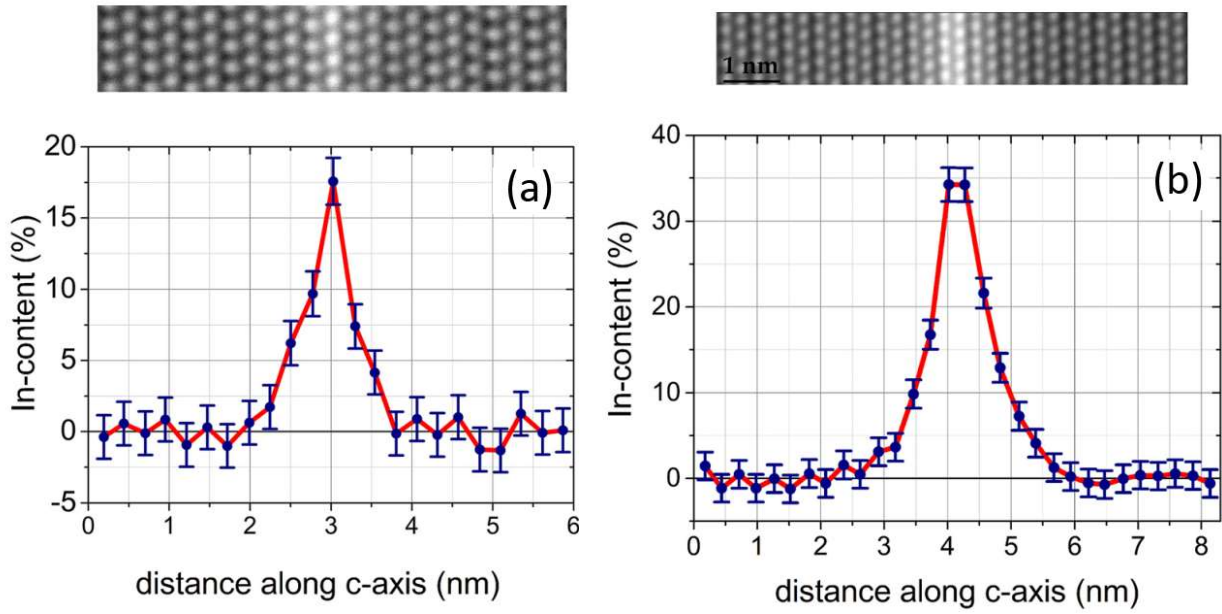 1 nm
20
15
10
5
0
-5
In-content (%)
(a)
0 1 2 3 4 5 6
distance along c-axis (nm)
40
30
20
10
0
In-content (%)
(b)
0 1 2 3 4 5 6 7 8
distance along c-axis (nm)